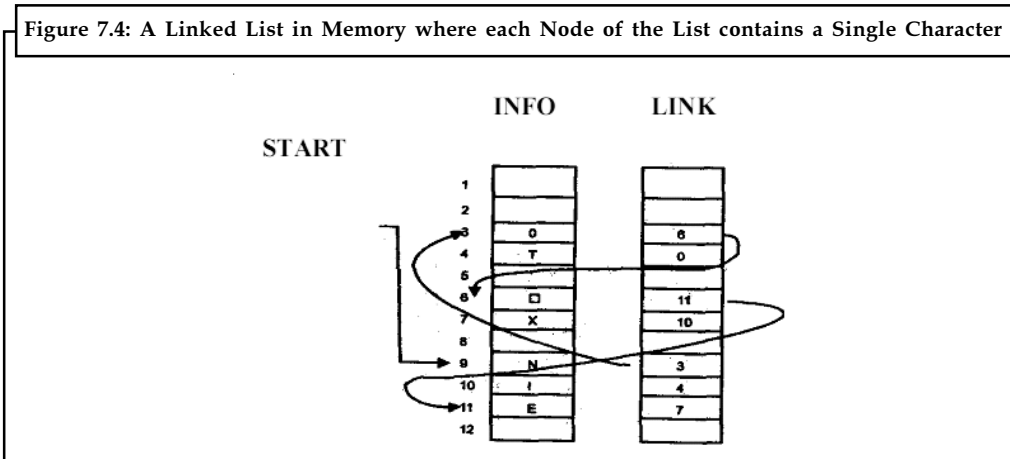 Figure 7.4: A Linked List in Memory where each Node of the List contains a Single Character
INFO LINK
START
1
2
3 0 6
4 T 0
5
6 □ 11
7 X 10
8
9 N 3
10 I 4
11 E 7
12